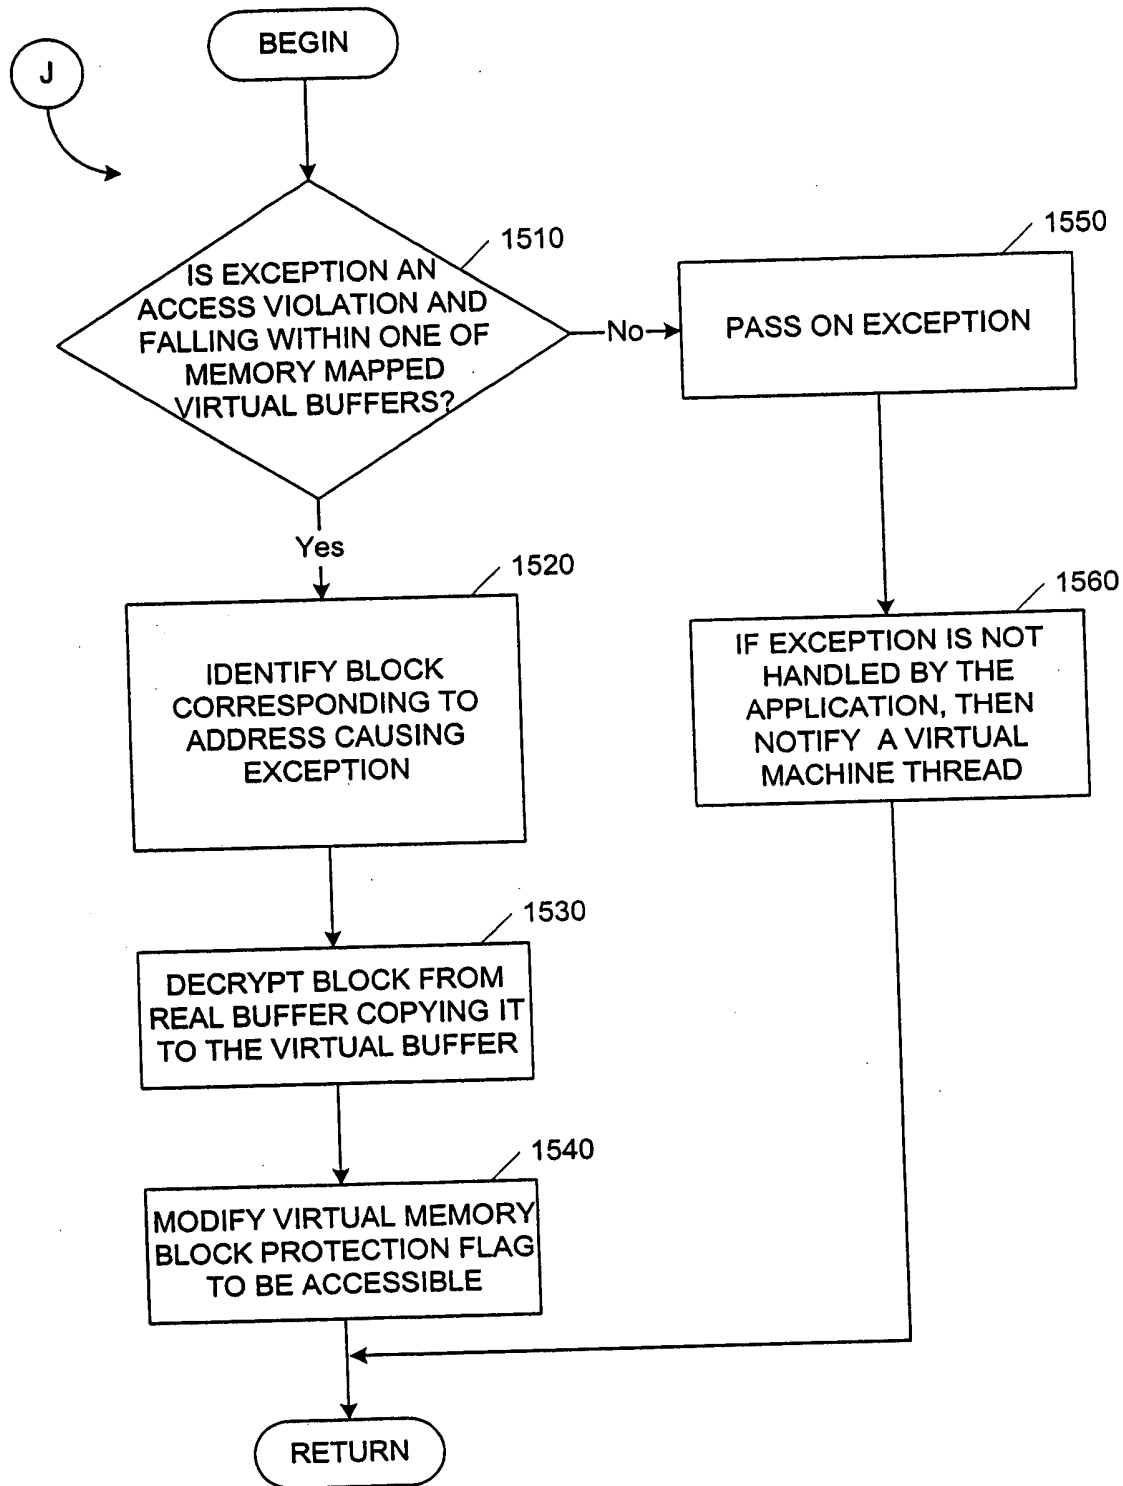 J
BEGIN
1510
IS EXCEPTION AN
ACCESS VIOLATION AND
FALLING WITHIN ONE OF
MEMORY MAPPED
VIRTUAL BUFFERS?
No
1550
PASS ON EXCEPTION
Yes
1520
IDENTIFY BLOCK
CORRESPONDING TO
ADDRESS CAUSING
EXCEPTION
1560
IF EXCEPTION IS NOT
HANDLED BY THE
APPLICATION, THEN
NOTIFY A VIRTUAL
MACHINE THREAD
1530
DECRYPT BLOCK FROM
REAL BUFFER COPYING IT
TO THE VIRTUAL BUFFER
1540
MODIFY VIRTUAL MEMORY
BLOCK PROTECTION FLAG
TO BE ACCESSIBLE
RETURN